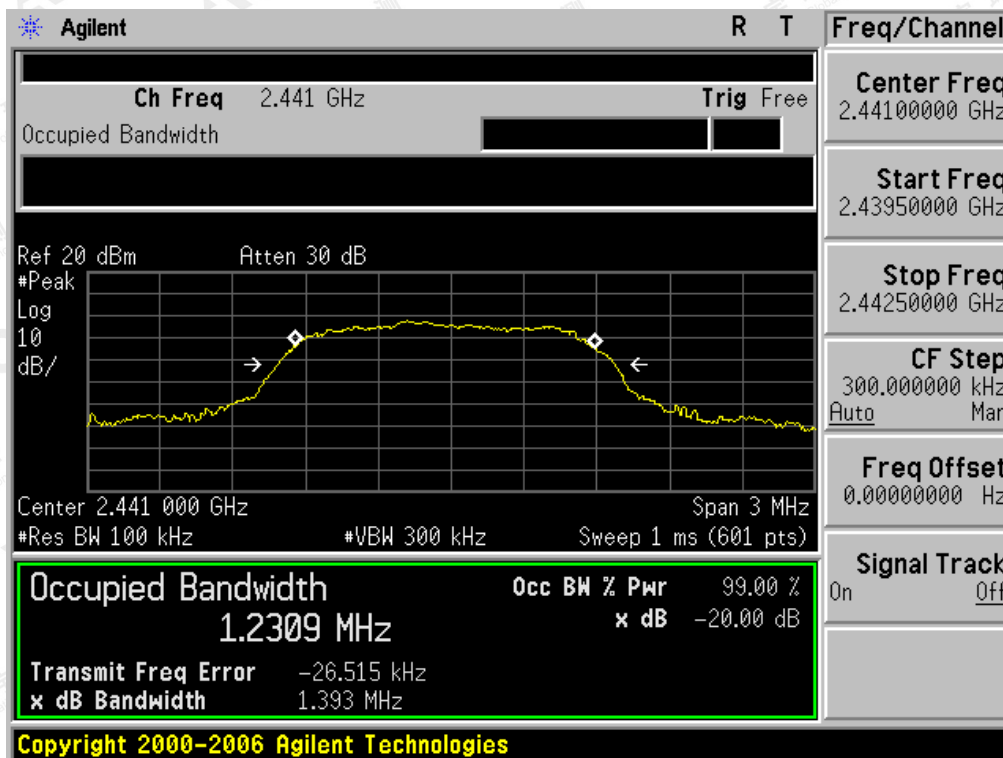 Agilent R T
Freq/Channel
Ch Freq 2.441 GHz Trig Free
Occupied Bandwidth
Center Freq
2.44100000 GHz
Start Freq
2.43950000 GHz
Stop Freq
2.44250000 GHz
CF Step
300.000000 kHz
Auto Man
Freq Offset
0.00000000 Hz
Signal Track
On Off
Ref 20 dBm Atten 30 dB
#Peak
Log
10
dB/
Center 2.441 000 GHz Span 3 MHz
#Res BW 100 kHz #VBW 300 kHz Sweep 1 ms (601 pts)
Occupied Bandwidth
1.2309 MHz
Occ BW % Pwr 99.00 %
x dB -20.00 dB
Transmit Freq Error -26.515 kHz
x dB Bandwidth 1.393 MHz
Copyright 2000-2006 Agilent Technologies